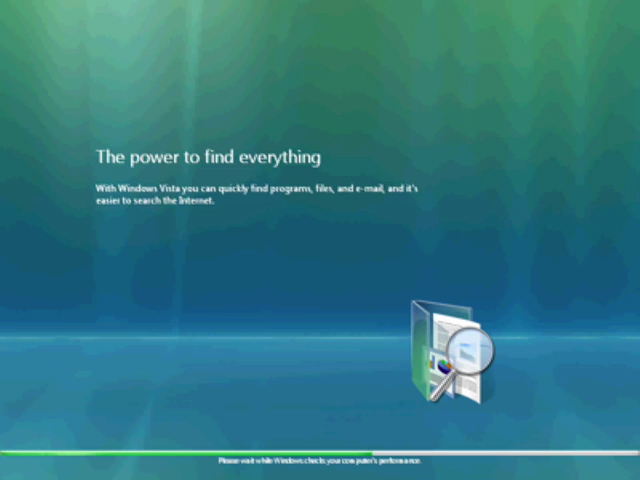 The power to find everything
With Windows Vista you can quickly find programs, files, and e-mail, and it's
easier to search the Internet.
Please wait while Windows checks your computer's performance.